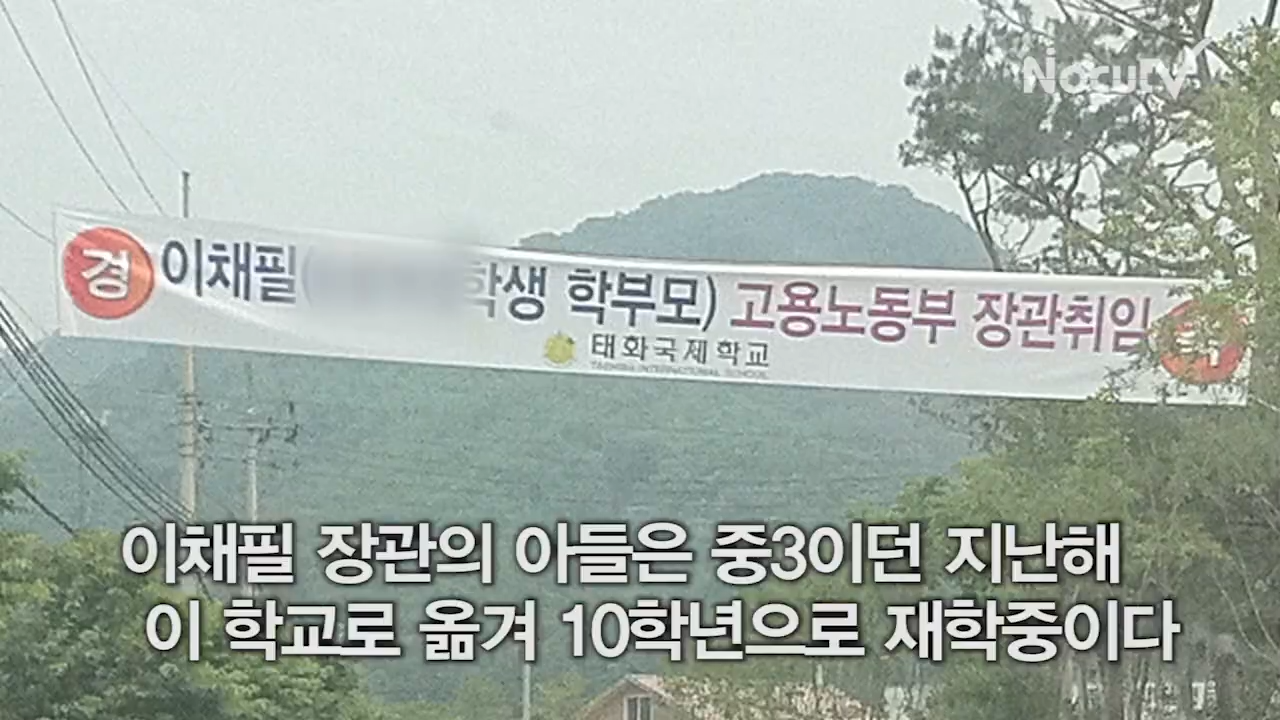 NocuTV
경 이채필( 학생 학부모) 고용노동부 장관취임 축
태화국제학교
TAEHWA INTERNATIONAL SCHOOL
이채필 장관의 아들은 중3이던 지난해
이 학교로 옮겨 10학년으로 재학중이다